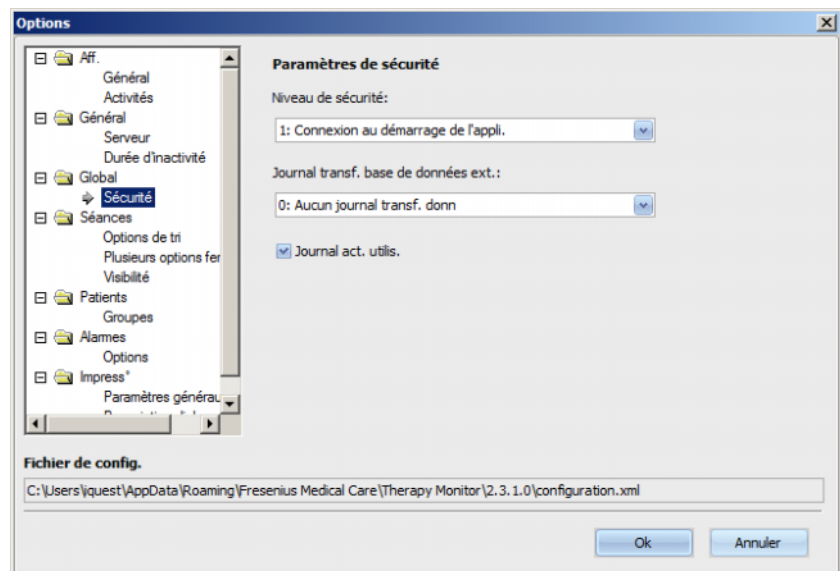 Options
Aff.
Général
Activités
Général
Serveur
Durée d'inactivité
Global
Sécurité
Séances
Options de tri
Plusieurs options fer
Visibilité
Patients
Groupes
Alarmes
Options
Impress°
Paramètres générau
Paramètres de sécurité
Niveau de sécurité:
1: Connexion au démarrage de l'appli.
Journal transf. base de données ext.:
0: Aucun journal transf. donn
Journal act. utilis.
Fichier de config.
C:\Users\iquest\AppData\Roaming\Fresenius Medical Care\Therapy Monitor\2.3.1.0\configuration.xml
Ok
Annuler